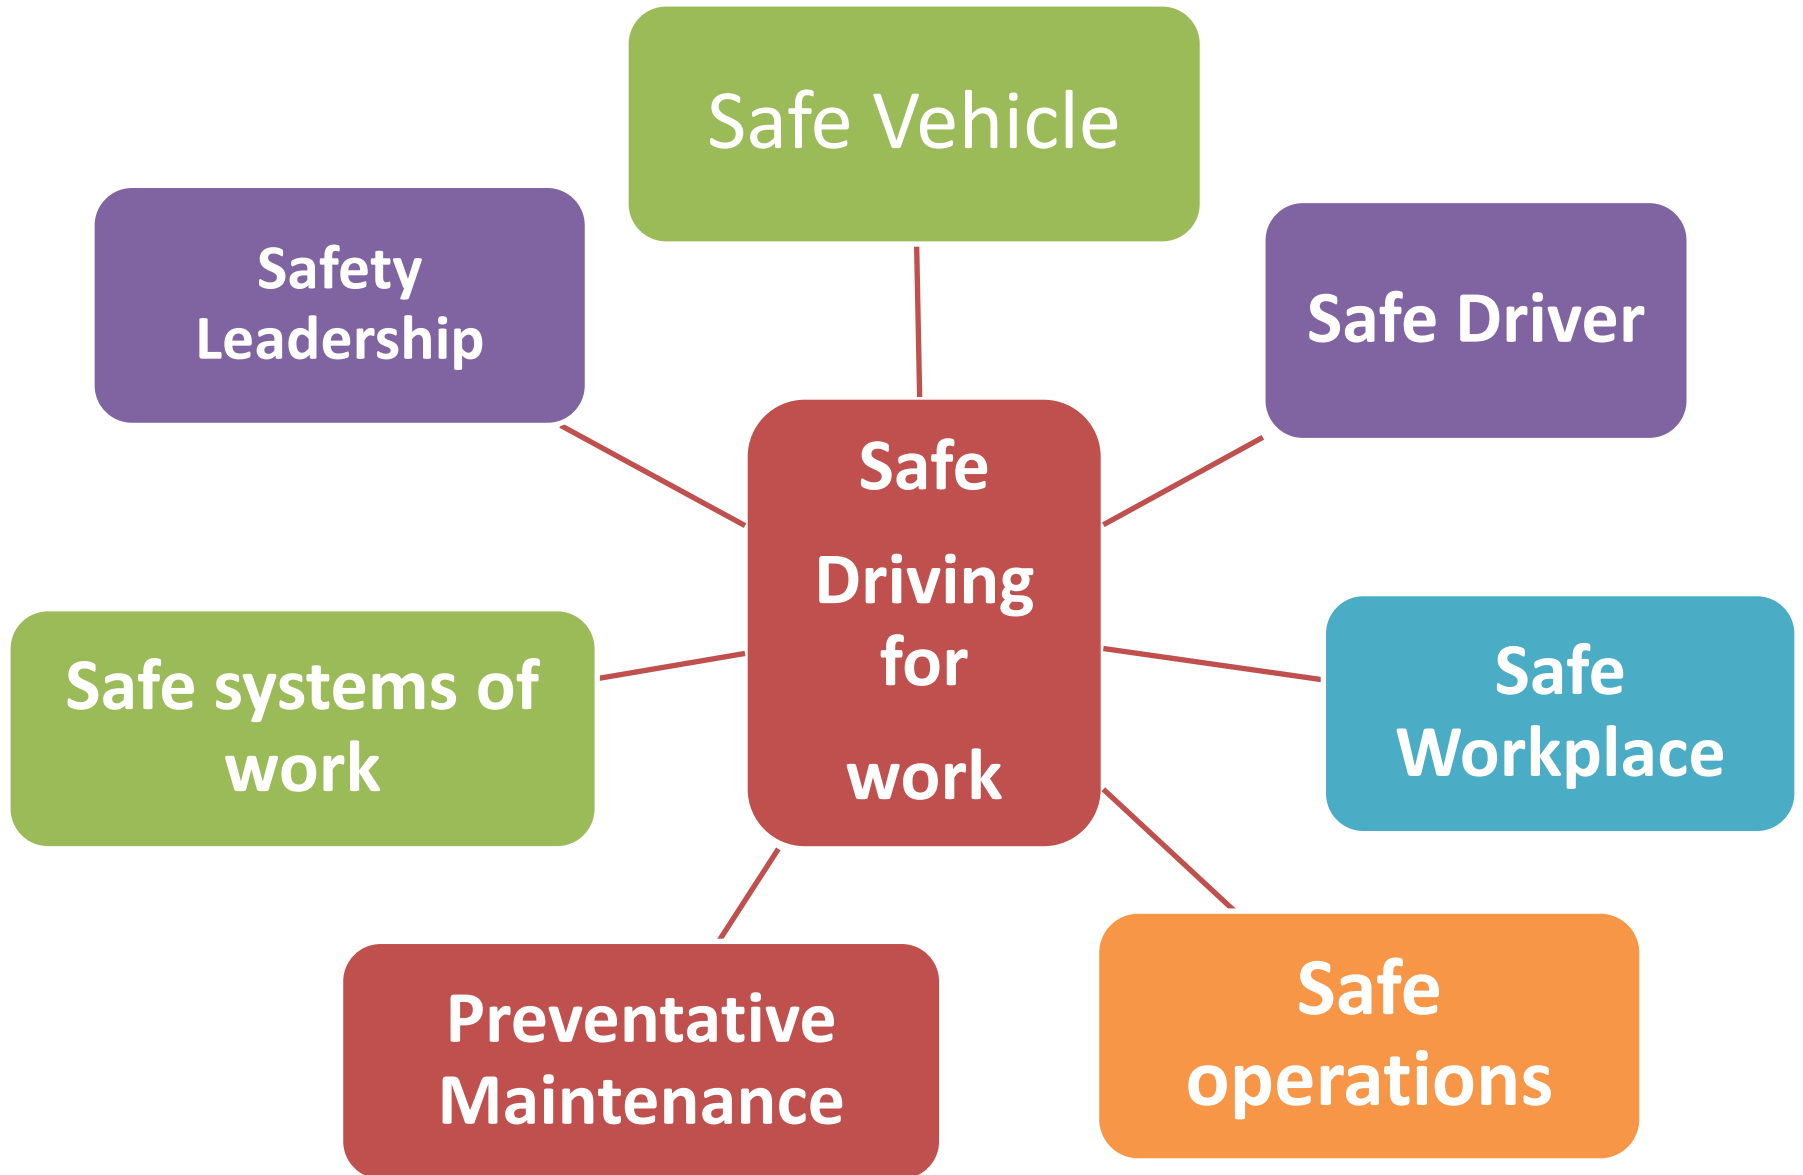 Safe Vehicle
Safety
Leadership
Safe Driver
Safe
Driving
for
work
Safe systems of
work
Safe
Workplace
Preventative
Maintenance
Safe
operations